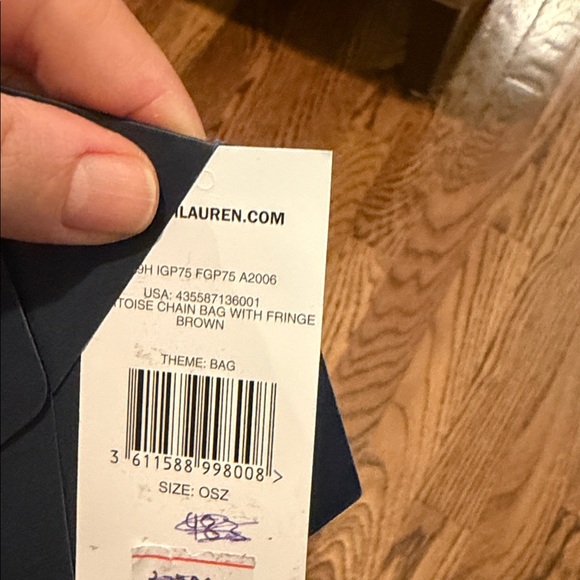 LAUREN.COM
9H IGP75 FGP75 A2006
USA: 435587136001
TOISE CHAIN BAG WITH FRINGE
BROWN
THEME: BAG
3 611588 998008 >
SIZE: OSZ